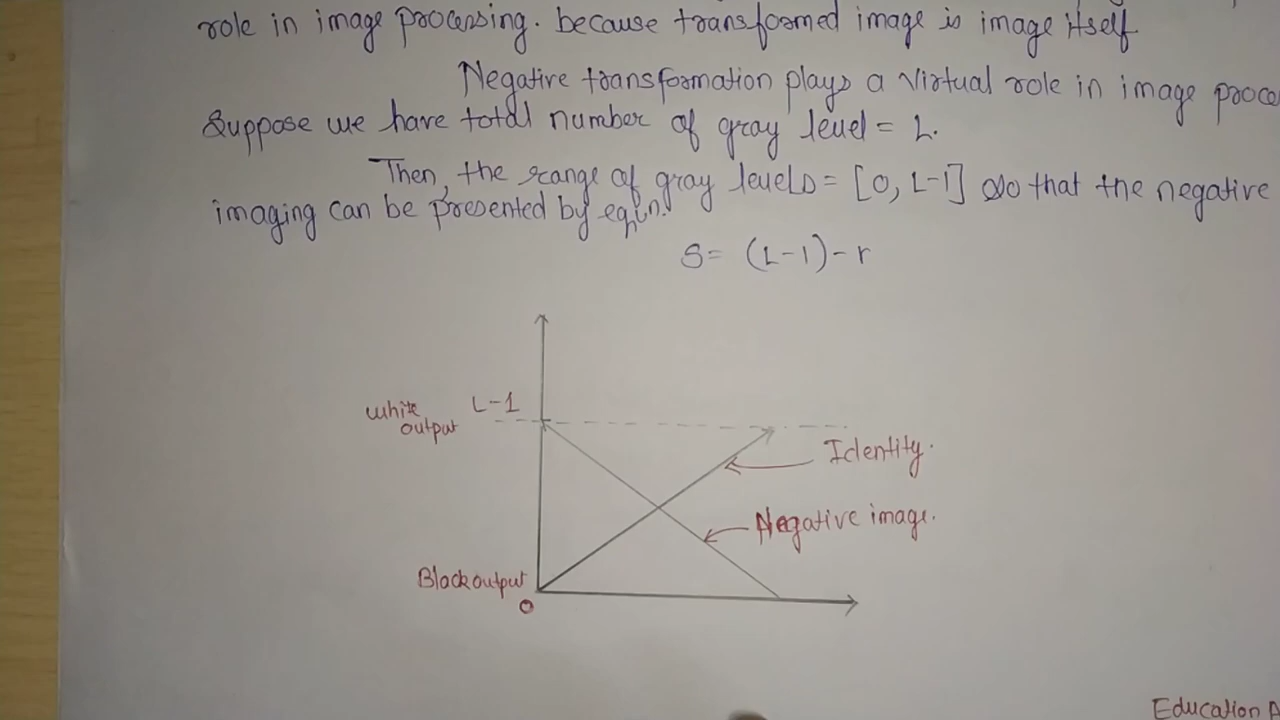 role in image processing. because transformed image is image itself
Negative transformation plays a virtual role in image proce
Suppose we have total number of gray level = L.
Then, the range of gray levels = [0, L-1] so that the negative
imaging can be presented by eqn.
S= (L-1)-r
L-1
white
output
Identity.
Negative image.
Black output
0
Education